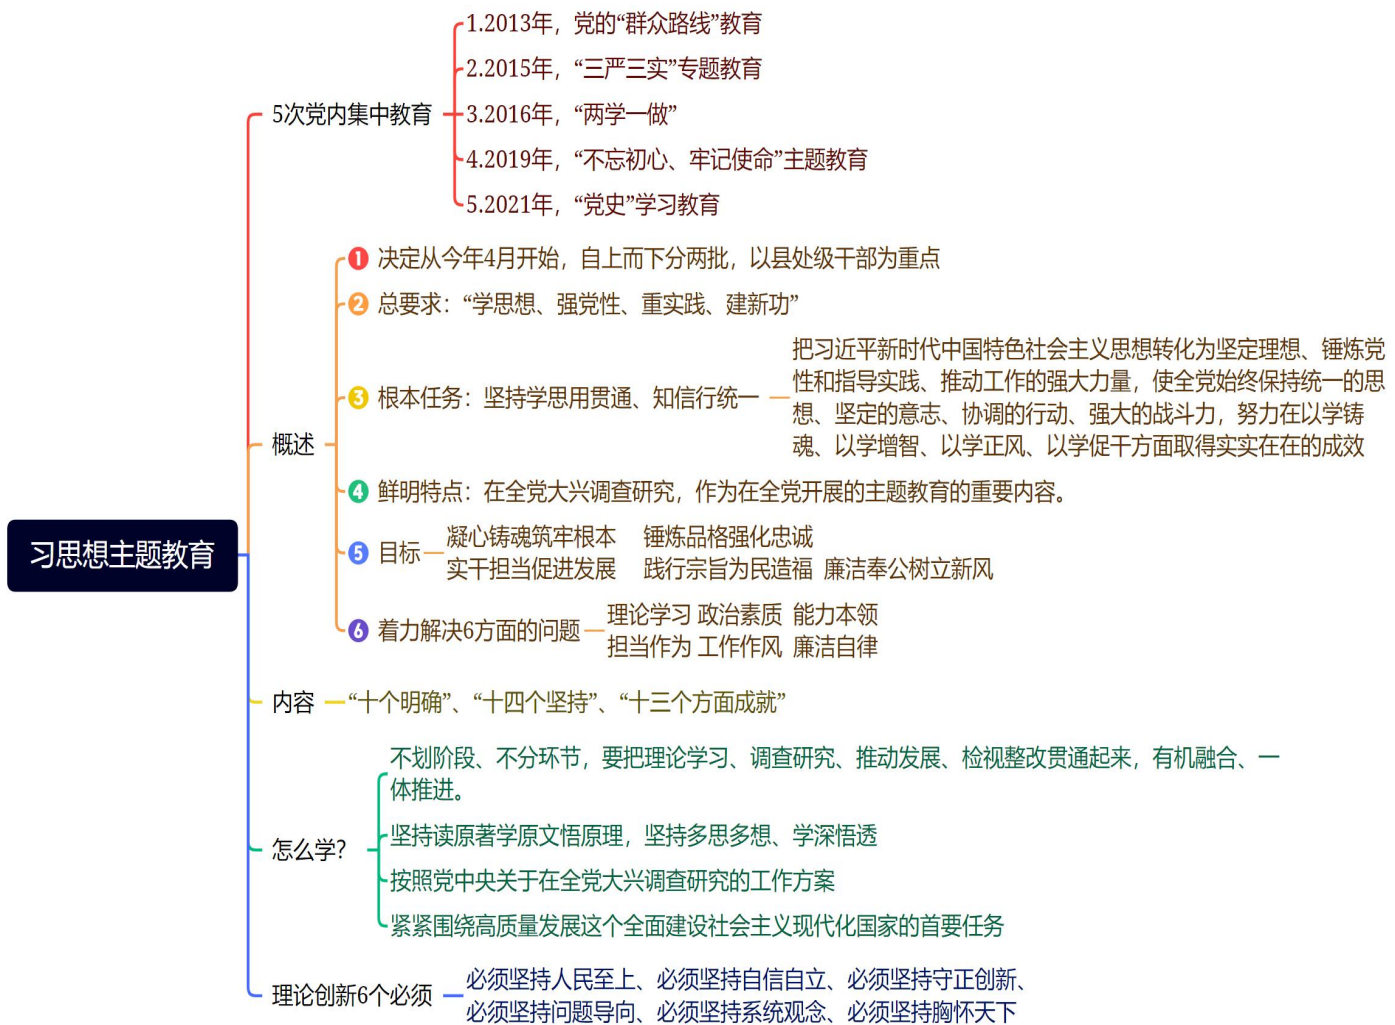 习思想主题教育
5次党内集中教育
1.2013年，党的“群众路线”教育
2.2015年，“三严三实”专题教育
3.2016年，“两学一做”
4.2019年，“不忘初心、牢记使命”主题教育
5.2021年，“党史”学习教育
概述
1 决定从今年4月开始，自上而下分两批，以县处级干部为重点
2 总要求：“学思想、强党性、重实践、建新功”
3 根本任务：坚持学思用贯通、知信行统一
把习近平新时代中国特色社会主义思想转化为坚定理想、锤炼党
性和指导实践、推动工作的强大力量，使全党始终保持统一的思
想、坚定的意志、协调的行动、强大的战斗力，努力在以学铸
魂、以学增智、以学正风、以学促干方面取得实实在在的成效
4 鲜明特点：在全党大兴调查研究，作为在全党开展的主题教育的重要内容。
5 目标
凝心铸魂筑牢根本 锤炼品格强化忠诚
实干担当促进发展 践行宗旨为民造福 廉洁奉公树立新风
6 着力解决6方面的问题
理论学习 政治素质 能力本领
担当作为 工作作风 廉洁自律
内容
“十个明确”、“十四个坚持”、“十三个方面成就”
怎么学?
不划阶段、不分环节，要把理论学习、调查研究、推动发展、检视整改贯通起来，有机融合、一
体推进。
坚持读原著学原文悟原理，坚持多思多想、学深悟透
按照党中央关于在全党大兴调查研究的工作方案
紧紧围绕高质量发展这个全面建设社会主义现代化国家的首要任务
理论创新6个必须
必须坚持人民至上、必须坚持自信自立、必须坚持守正创新、
必须坚持问题导向、必须坚持系统观念、必须坚持胸怀天下